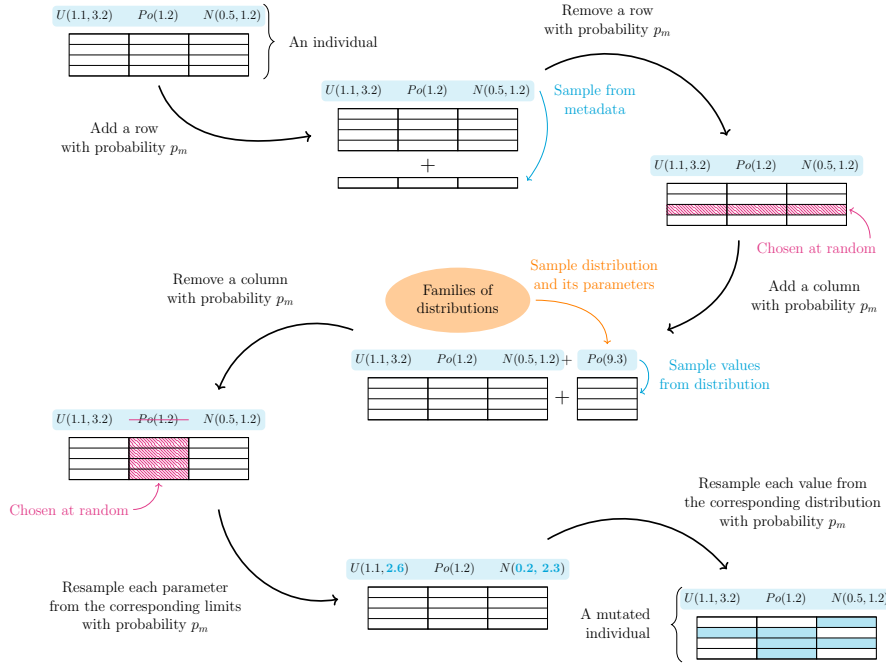 U(1.1, 3.2) Po(1.2) N(0.5, 1.2)
An individual
Add a row
with probability p_m
U(1.1, 3.2) Po(1.2) N(0.5, 1.2)
+
Sample from
metadata
Remove a row
with probability p_m
U(1.1, 3.2) Po(1.2) N(0.5, 1.2)
Chosen at random
Add a column
with probability p_m
Families of
distributions
Sample distribution
and its parameters
U(1.1, 3.2) Po(1.2) N(0.5, 1.2) + Po(9.3)
+
Sample values
from distribution
Remove a column
with probability p_m
U(1.1, 3.2) Po(1.2) N(0.5, 1.2)
Chosen at random
Resample each parameter
from the corresponding limits
with probability p_m
U(1.1, 2.6) Po(1.2) N(0.2, 2.3)
Resample each value from
the corresponding distribution
with probability p_m
A mutated
individual
U(1.1, 3.2) Po(1.2) N(0.5, 1.2)